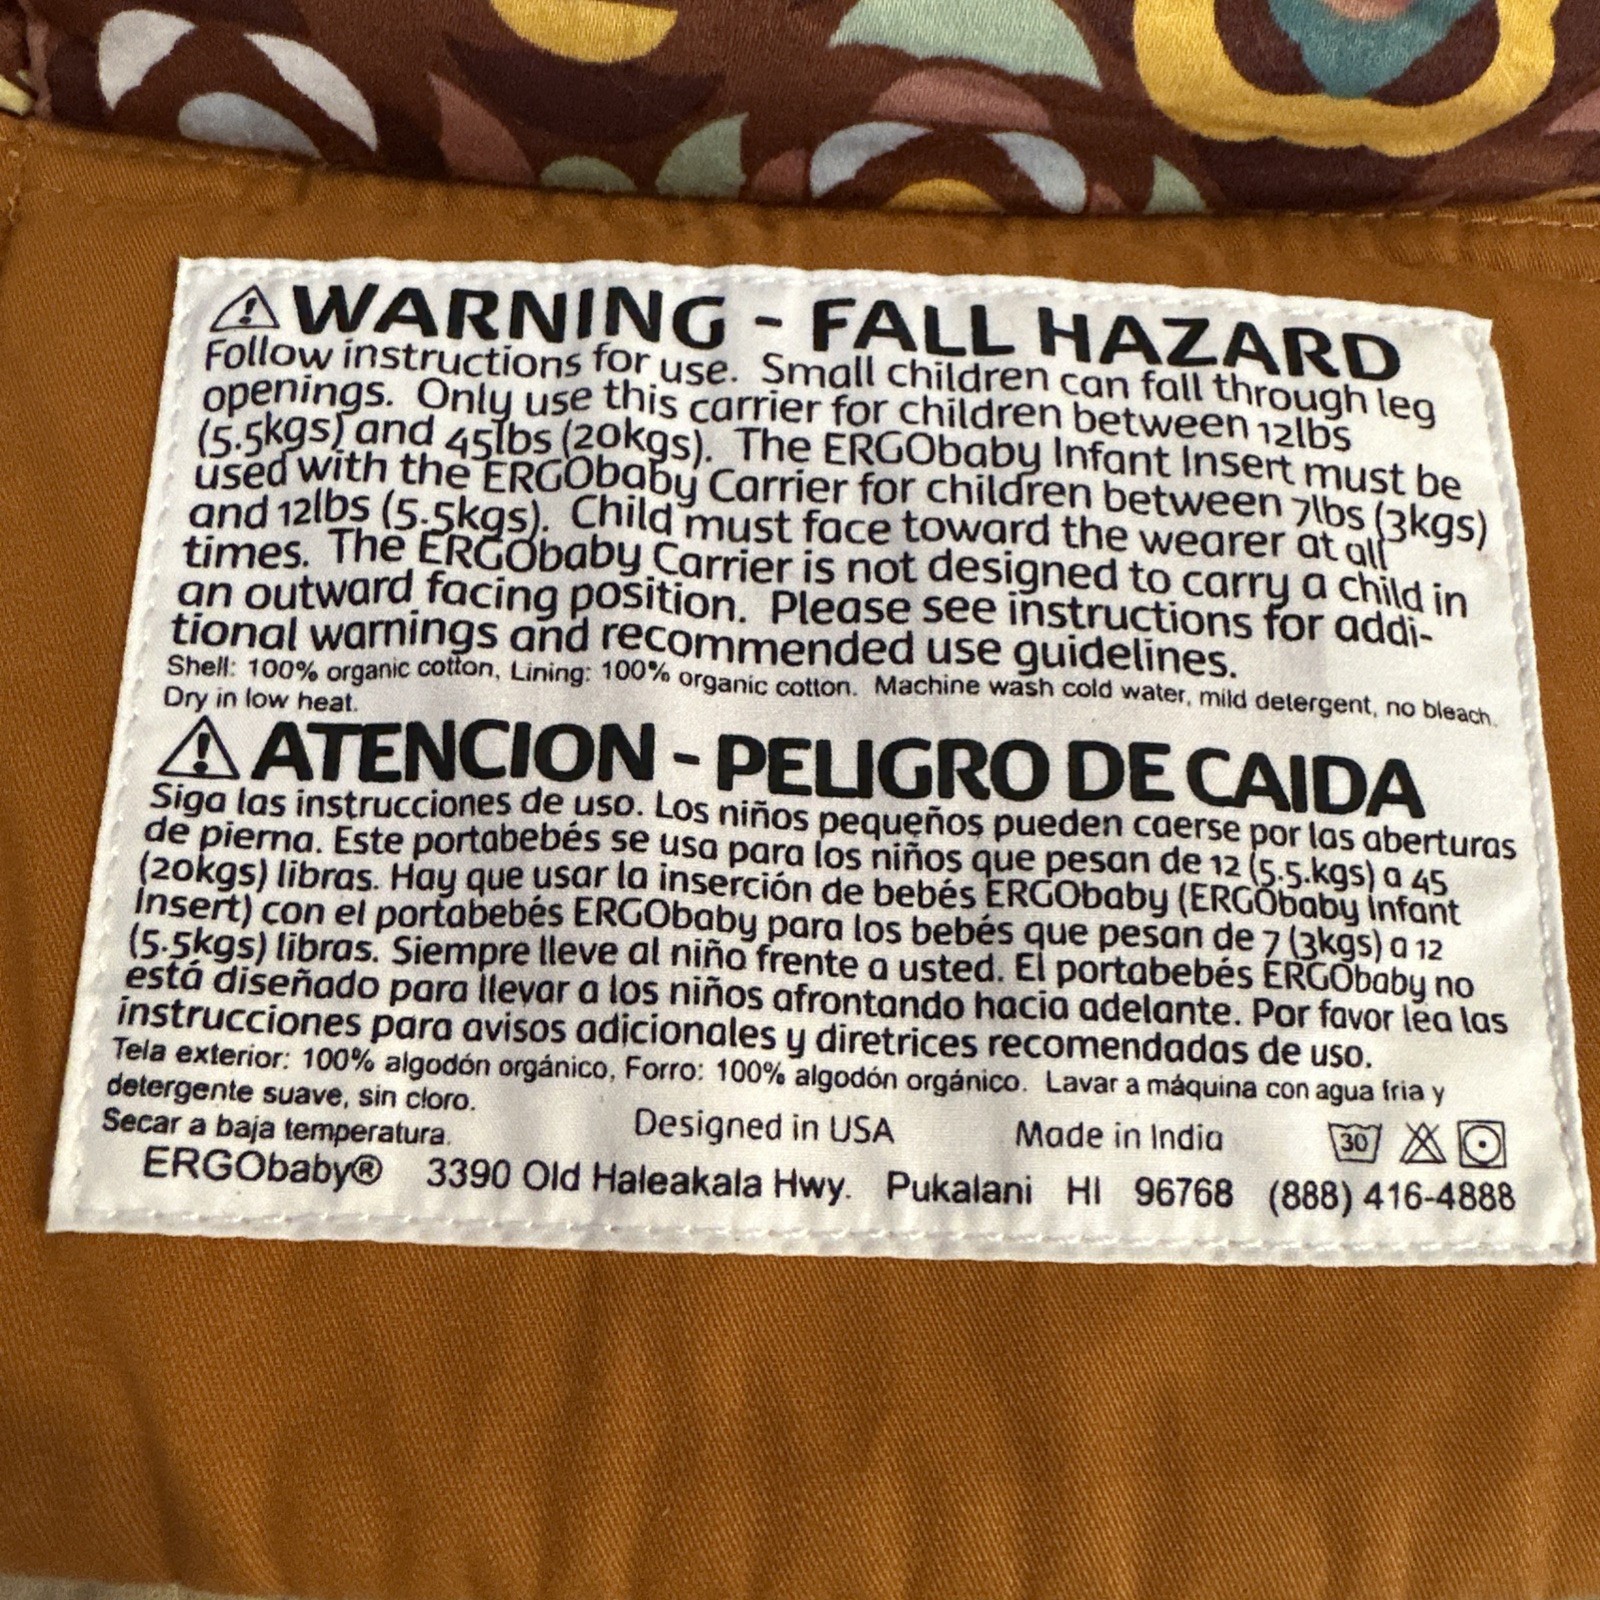 ⚠ WARNING - FALL HAZARD
Follow instructions for use. Small children can fall through leg
openings. Only use this carrier for children between 12lbs
(5.5kgs) and 45lbs (20kgs). The ERGObaby Infant Insert must be
used with the ERGObaby Carrier for children between 7lbs (3kgs)
and 12lbs (5.5kgs). Child must face toward the wearer at all
times. The ERGObaby Carrier is not designed to carry a child in
an outward facing position. Please see instructions for addi-
tional warnings and recommended use guidelines.
Shell: 100% organic cotton, Lining: 100% organic cotton. Machine wash cold water, mild detergent, no bleach.
Dry in low heat.
⚠ ATENCION - PELIGRO DE CAIDA
Siga las instrucciones de uso. Los niños pequeños pueden caerse por las aberturas
de pierna. Este portabebés se usa para los niños que pesan de 12 (5.5.kgs) a 45
(20kgs) libras. Hay que usar la inserción de bebés ERGObaby (ERGObaby Infant
Insert) con el portabebés ERGObaby para los bebés que pesan de 7 (3kgs) a 12
(5.5kgs) libras. Siempre lleve al niño frente a usted. El portabebés ERGObaby no
está diseñado para llevar a los niños afrontando hacia adelante. Por favor lea las
instrucciones para avisos adicionales y diretrices recomendadas de uso.
Tela exterior: 100% algodón orgánico, Forro: 100% algodón orgánico. Lavar a máquina con agua fria y
detergente suave, sin cloro.
Secar a baja temperatura. Designed in USA Made in India 30
ERGObaby® 3390 Old Haleakala Hwy. Pukalani HI 96768 (888) 416-4888